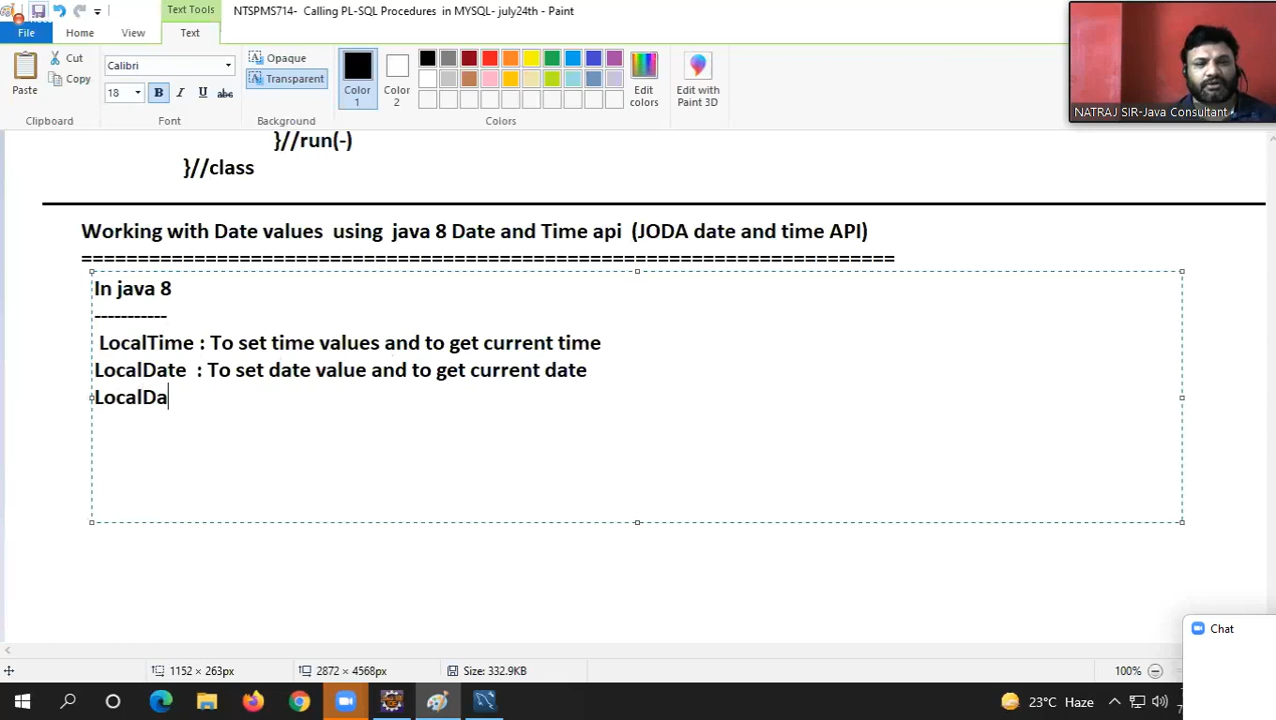 NTSPMS714- Calling PL-SQL Procedures in MYSQL- july24th - Paint
Text Tools
File
Home
View
Text
Paste
Cut
Copy
Clipboard
Calibri
18
B I U abc
Font
Opaque
Transparent
Background
Color 1
Color 2
Colors
Edit colors
Edit with Paint 3D
NATRAJ SIR-Java Consultant
}//run(-)
}//class
Working with Date values using java 8 Date and Time api (JODA date and time API)
========================================================================
In java 8
-----------
LocalTime : To set time values and to get current time
LocalDate : To set date value and to get current date
LocalDa
Chat
1152 × 263px
2872 × 4568px
Size: 332.9KB
100%
23°C Haze